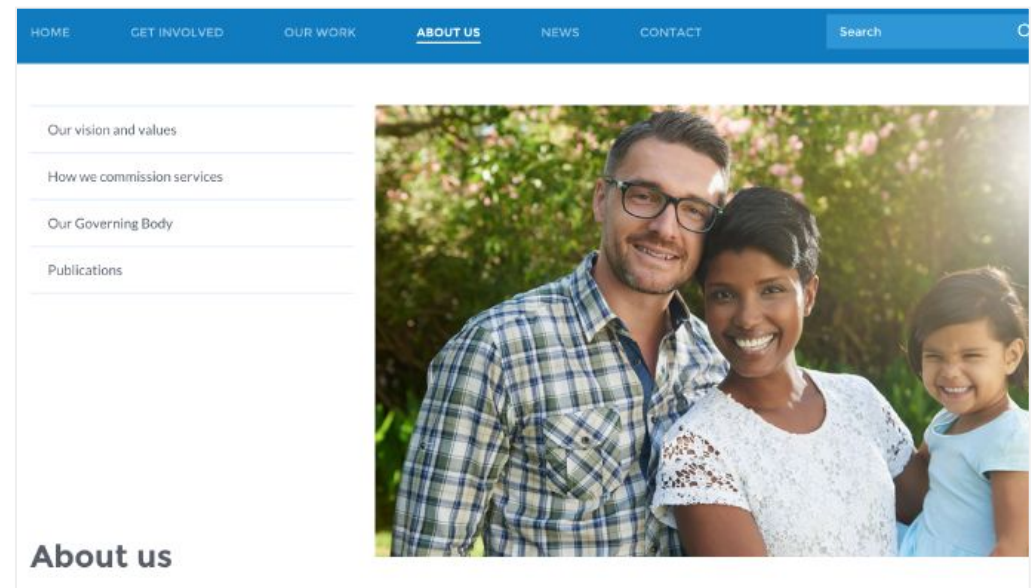 HOME GET INVOLVED OUR WORK ABOUT US NEWS CONTACT Search
Our vision and values
How we commission services
Our Governing Body
Publications
About us